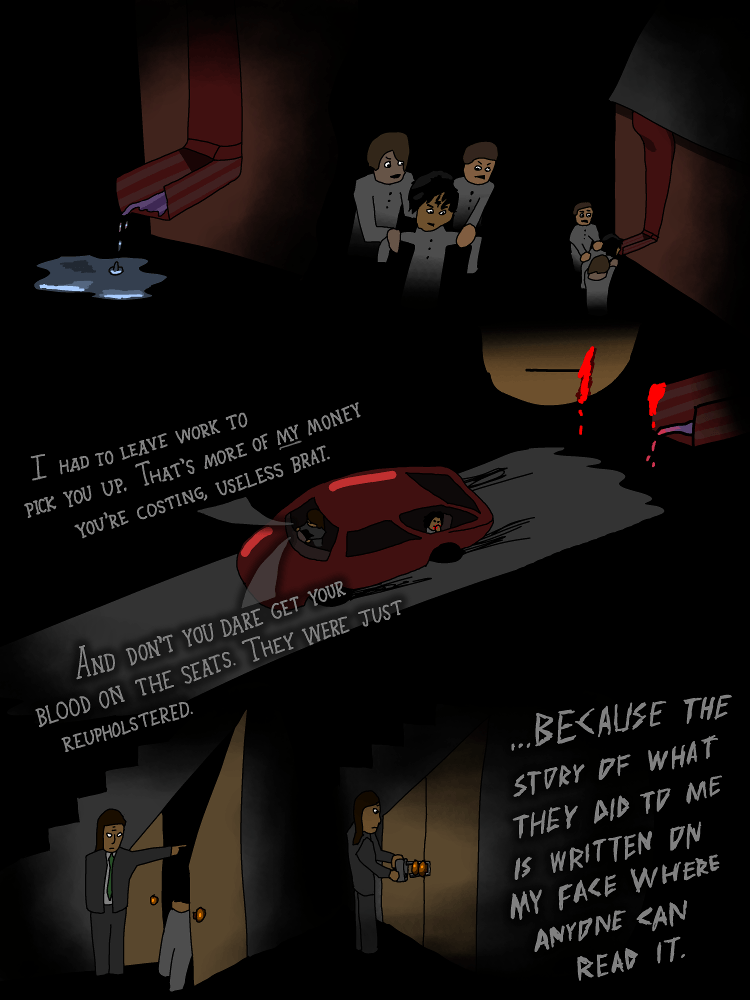 I had to leave work to
pick you up. That's more of my money
you're costing, useless brat.
And don't you dare get your
blood on the seats. They were just
reupholstered.
...Because the
story of what
they did to me
is written on
my face where
anyone can
read it.